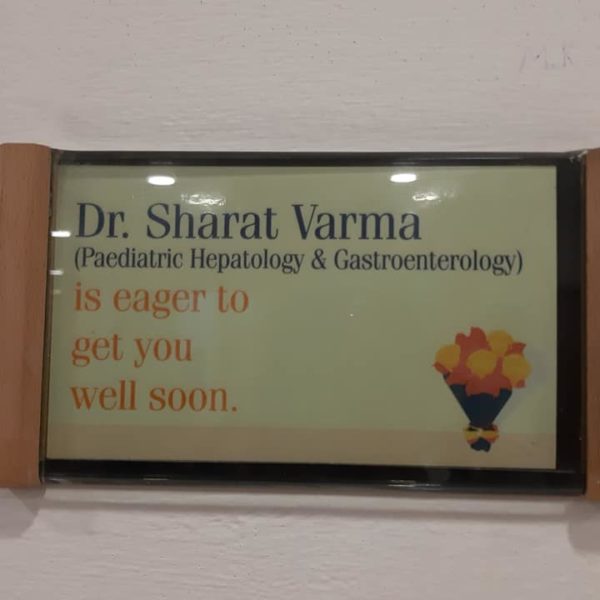 Dr. Sharat Varma
(Paediatric Hepatology & Gastroenterology)
is eager to
get you
well soon.